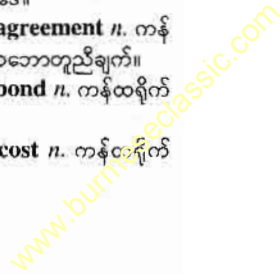 agreement n. ကန်
ဘောတူညီချက်။
bond n. ကန်ထရိုက်
cost n. ကန်ထရိုက်
www.burmeseclassic.com